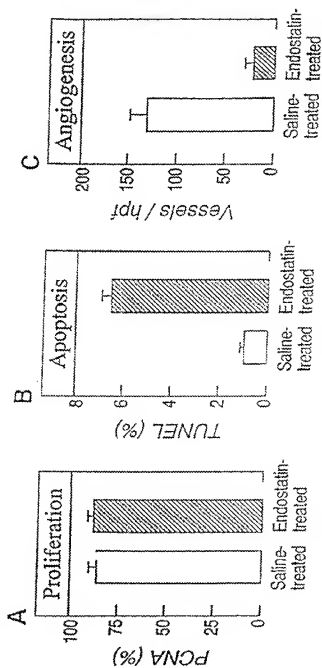 A
Proliferation
PCNA (%)
100
75
50
25
0
Saline-
treated
Endostatin-
treated
B
Apoptosis
TUNEL (%)
8
6
4
2
0
Saline-
treated
Endostatin-
treated
C
Angiogenesis
Vessels / hpf
200
150
100
50
0
Saline-
treated
Endostatin-
treated